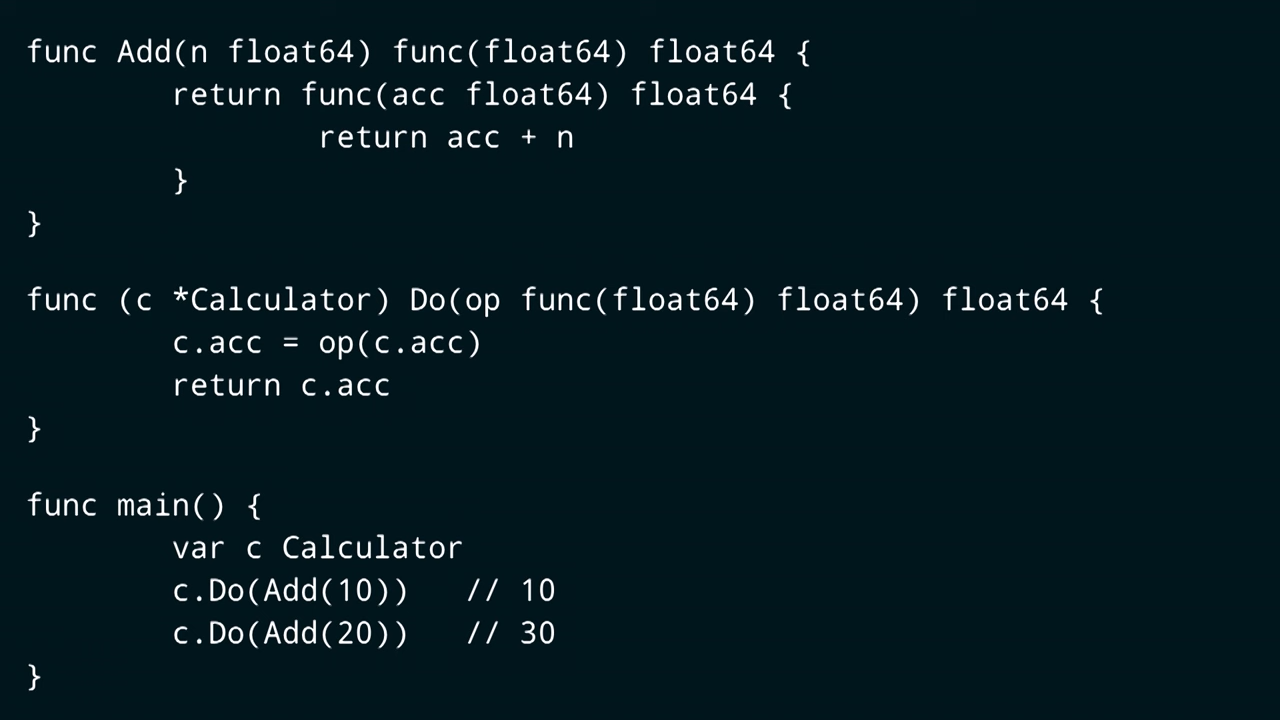 func Add(n float64) func(float64) float64 {
        return func(acc float64) float64 {
                return acc + n
        }
}

func (c *Calculator) Do(op func(float64) float64) float64 {
        c.acc = op(c.acc)
        return c.acc
}

func main() {
        var c Calculator
        c.Do(Add(10))   // 10
        c.Do(Add(20))   // 30
}